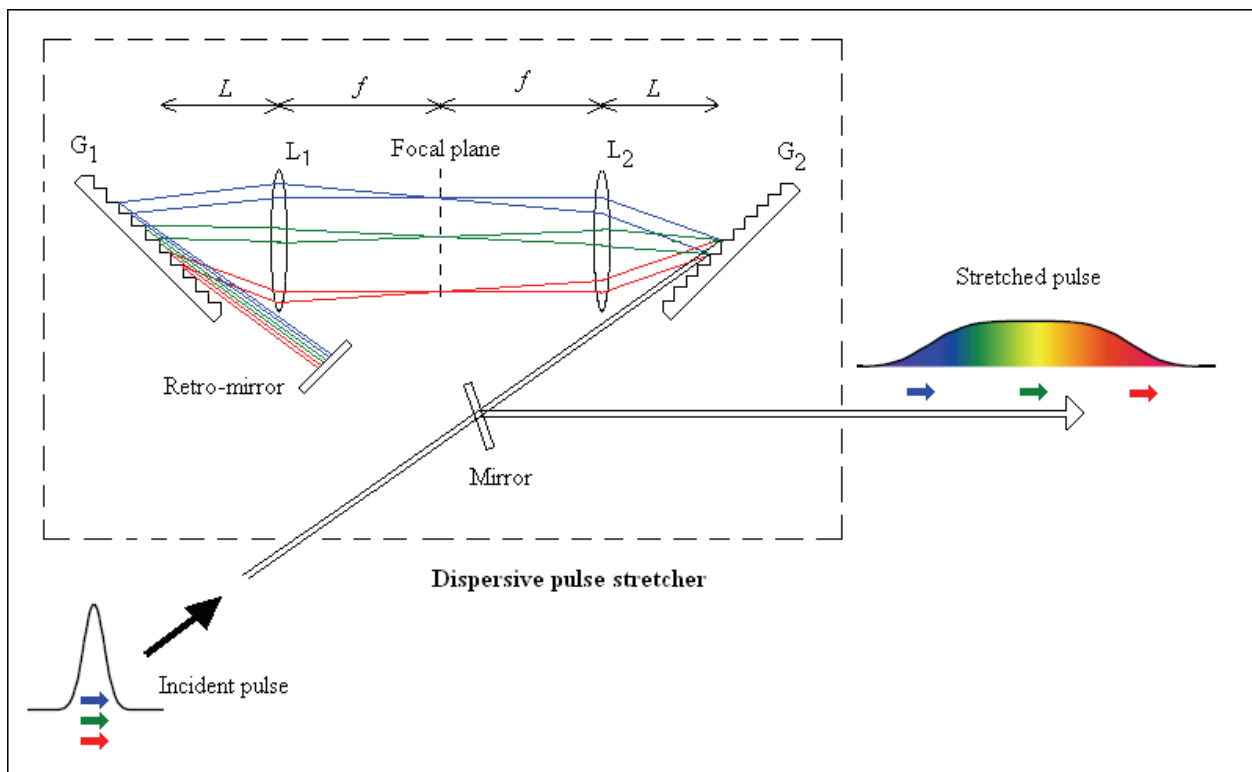 L f f L
G1 L1 Focal plane L2 G2
Stretched pulse
Retro-mirror
Mirror
Dispersive pulse stretcher
Incident pulse